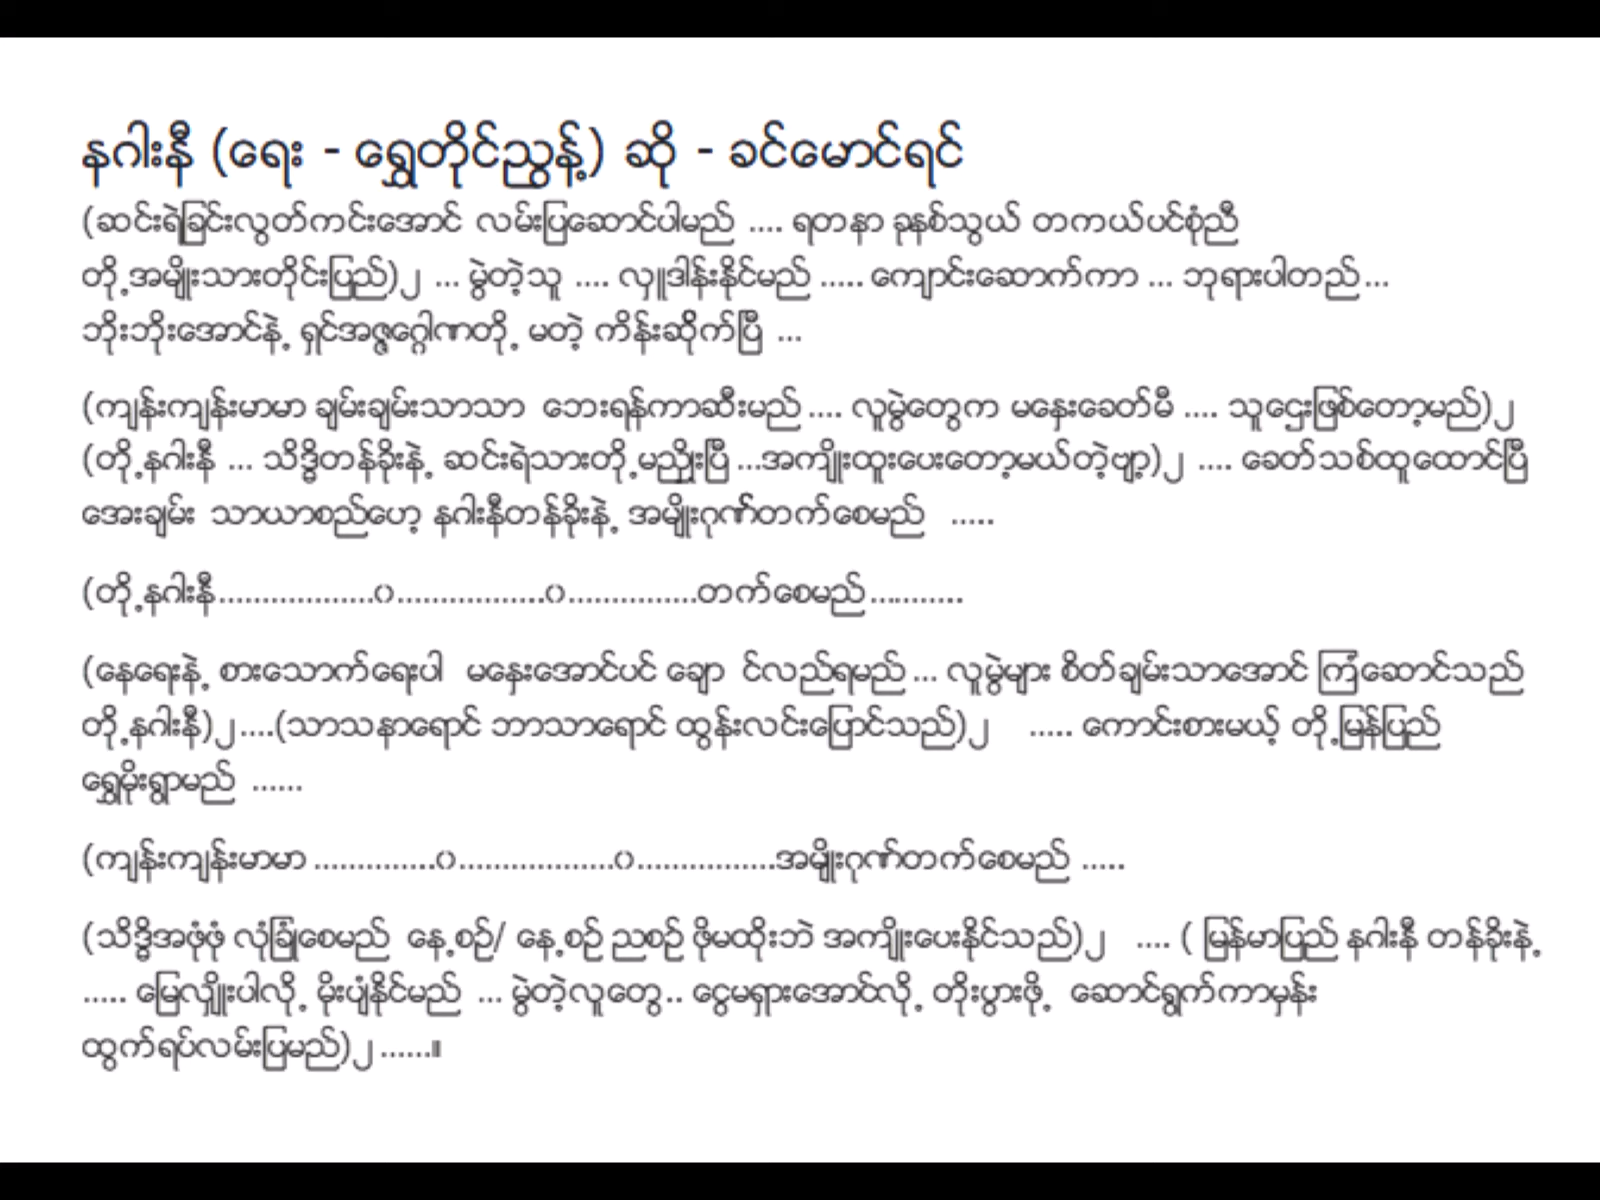 နဂါးနီ (ရေး - ရွှေတိုင်ညွန့်) ဆို - ခင်မောင်ရင်
(ဆင်းရဲခြင်းလွတ်ကင်းအောင် လမ်းပြဆောင်ပါမည် .... ရတနာ ခုနစ်သွယ် တကယ်ပင်စုံညီ
တို့အမျိုးသားတိုင်းပြည်)၂ ... မွဲတဲ့သူ .... လှူဒါန်းနိုင်မည် ..... ကျောင်းဆောက်ကာ ... ဘုရားပါတည်...
ဘိုးဘိုးအောင်နဲ့ ရှင်အဇ္ဇဂေါ္ဂါဏတို့ မတဲ့ ကိန်းဆိုက်ပြီ ...
(ကျန်းကျန်းမာမာ ချမ်းချမ်းသာသာ ဘေးရန်ကာဆီးမည် .... လူမွဲတွေက မနှေးခေတ်မီ .... သူဌေးဖြစ်တော့မည်)၂
(တို့နဂါးနီ ... သိဒ္ဓိတန်ခိုးနဲ့ ဆင်းရဲသားတို့မညှိုးပြီ ...အကျိုးထူးပေးတော့မယ်တဲ့ဗျာ့)၂ .... ခေတ်သစ်ထူထောင်ပြီ
အေးချမ်း သာယာစည်ဟေ့ နဂါးနီတန်ခိုးနဲ့ အမျိုးဂုဏ်တက်စေမည် .....
(တို့နဂါးနီ..................၀.................၀...............တက်စေမည်...........
(နေရေးနဲ့ စားသောက်ရေးပါ မနှေးအောင်ပင် ချော င်လည်ရမည် ... လူမွဲများ စိတ်ချမ်းသာအောင် ကြံဆောင်သည်
တို့နဂါးနီ)၂....(သာသနာရောင် ဘာသာရောင် ထွန်းလင်းပြောင်သည်)၂ ..... ကောင်းစားမယ့် တို့မြန်ပြည်
ရွှေမိုးရွာမည် ......
(ကျန်းကျန်းမာမာ ..............၀..................၀................အမျိုးဂုဏ်တက်စေမည် .....
(သိဒ္ဓိအဖုံဖုံ လုံခြုံစေမည် နေ့စဉ်/ နေ့စဉ် ညစဉ် ဖိုမထိုးဘဲ အကျိုးပေးနိုင်သည်)၂ .... ( မြန်မာပြည် နဂါးနီ တန်ခိုးနဲ့
..... မြေလျှိုးပါလို့ မိုးပျံနိုင်မည် ... မွဲတဲ့လူတွေ.. ငွေမရှားအောင်လို့ တိုးပွားဖို့ ဆောင်ရွက်ကာမှန်း
ထွက်ရပ်လမ်းပြမည်)၂......။